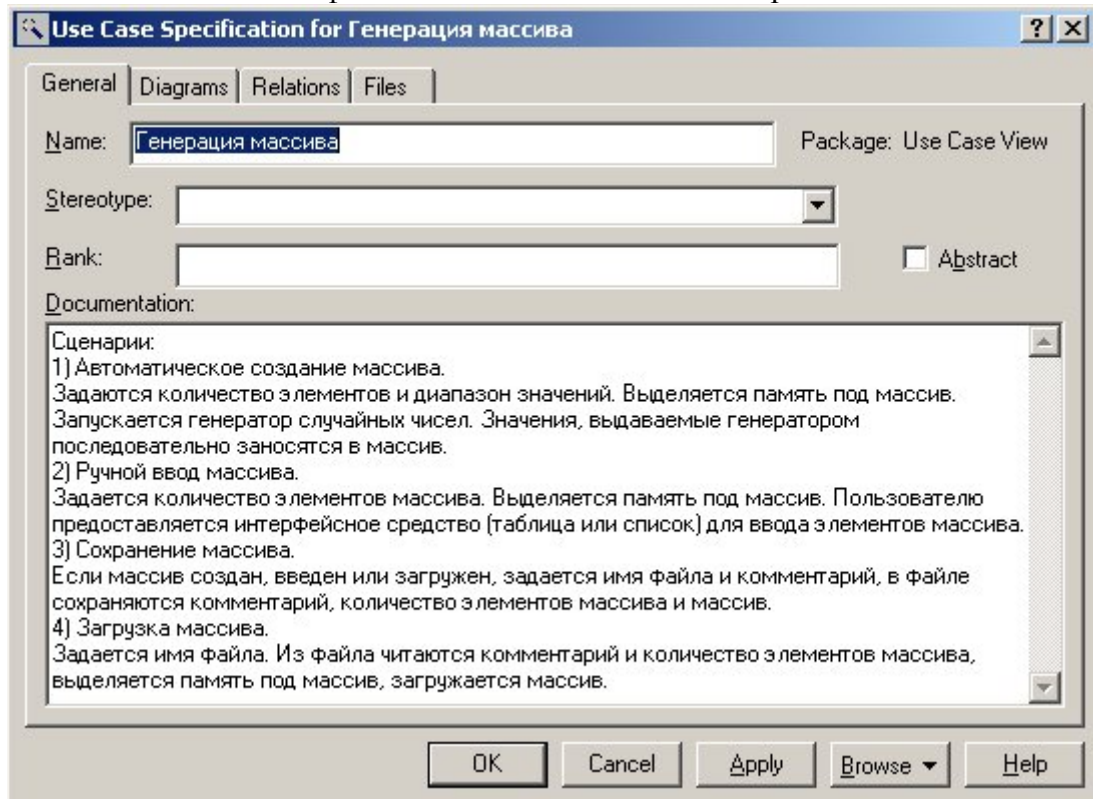 Use Case Specification for Генерация массива
General Diagrams Relations Files
Name: Генерация массива Package: Use Case View
Stereotype:
Rank: Abstract
Documentation:
Сценарии:
1) Автоматическое создание массива.
Задаются количество элементов и диапазон значений. Выделяется память под массив.
Запускается генератор случайных чисел. Значения, выдаваемые генератором
последовательно заносятся в массив.
2) Ручной ввод массива.
Задается количество элементов массива. Выделяется память под массив. Пользователю
предоставляется интерфейсное средство (таблица или список) для ввода элементов массива.
3) Сохранение массива.
Если массив создан, введен или загружен, задается имя файла и комментарий, в файле
сохраняются комментарий, количество элементов массива и массив.
4) Загрузка массива.
Задается имя файла. Из файла читаются комментарий и количество элементов массива,
выделяется память под массив, загружается массив.
OK Cancel Apply Browse Help